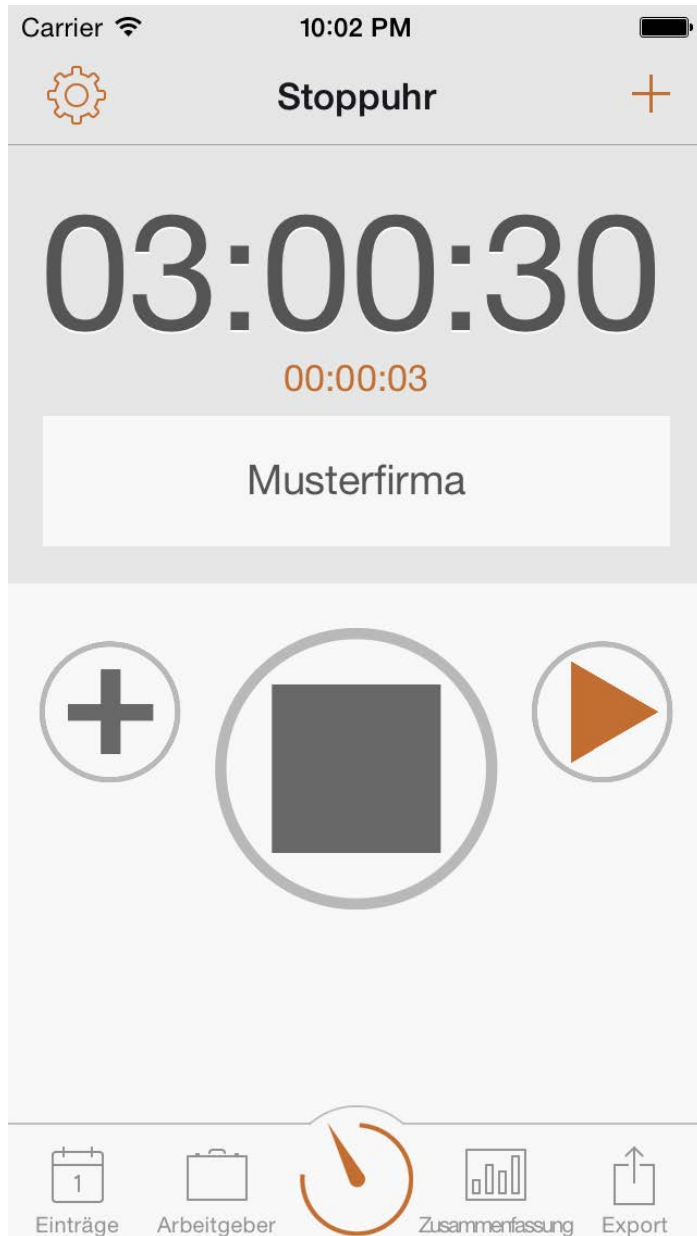 Carrier 10:02 PM
Stoppuhr
03:00:30
00:00:03
Musterfirma
1
Einträge Arbeitgeber Zusammenfassung Export